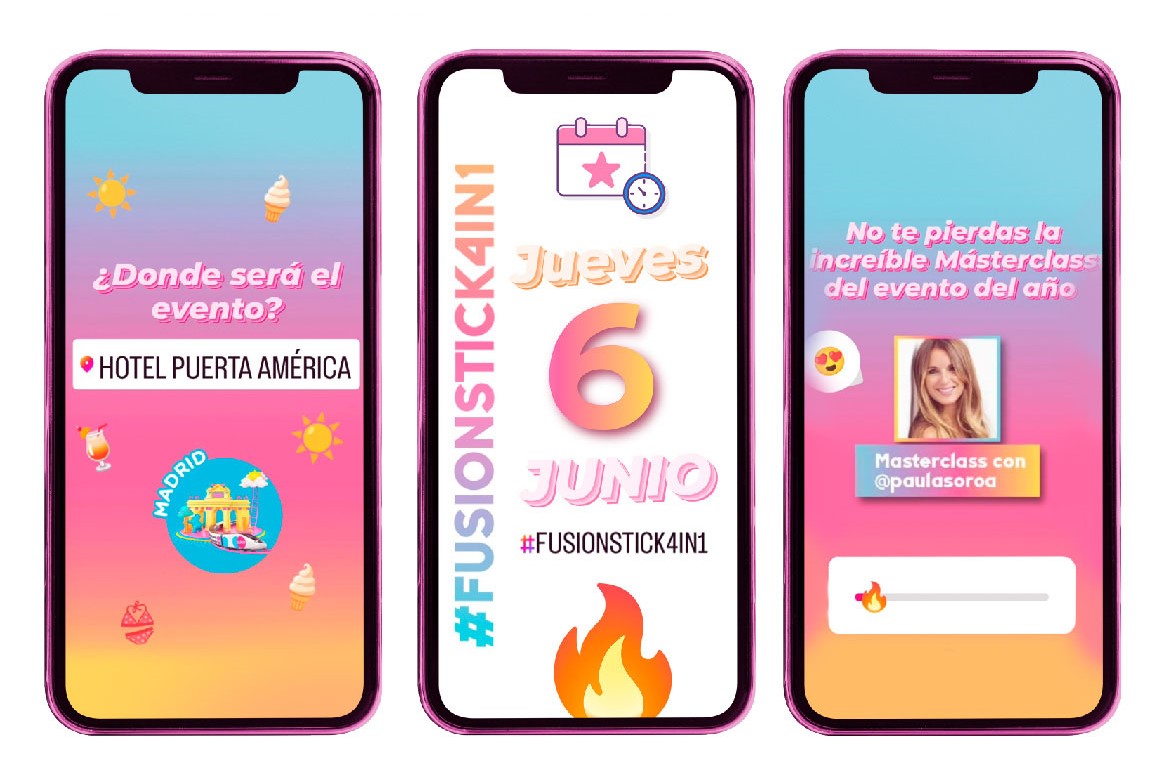 ¿Donde será el
evento?
HOTEL PUERTA AMÉRICA
MADRID
#FUSIONSTICK4IN1
Jueves
6
JUNIO
#FUSIONSTICK4IN1
No te pierdas la
increíble Másterclass
del evento del año
Masterclass con
@paulasoroa